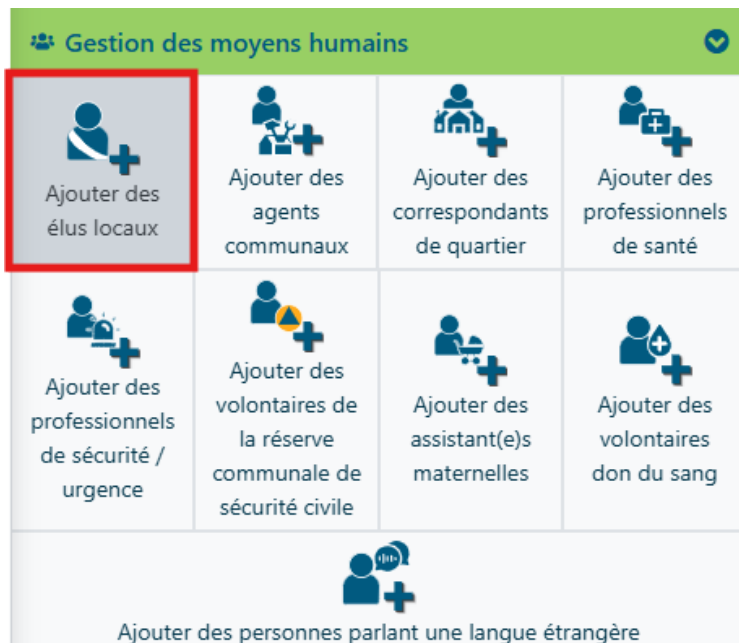 Gestion des moyens humains
Ajouter des
élus locaux
Ajouter des
agents
communaux
Ajouter des
correspondants
de quartier
Ajouter des
professionnels
de santé
Ajouter des
professionnels
de sécurité /
urgence
Ajouter des
volontaires de
la réserve
communale de
sécurité civile
Ajouter des
assistant(e)s
maternelles
Ajouter des
volontaires
don du sang
Ajouter des personnes parlant une langue étrangère